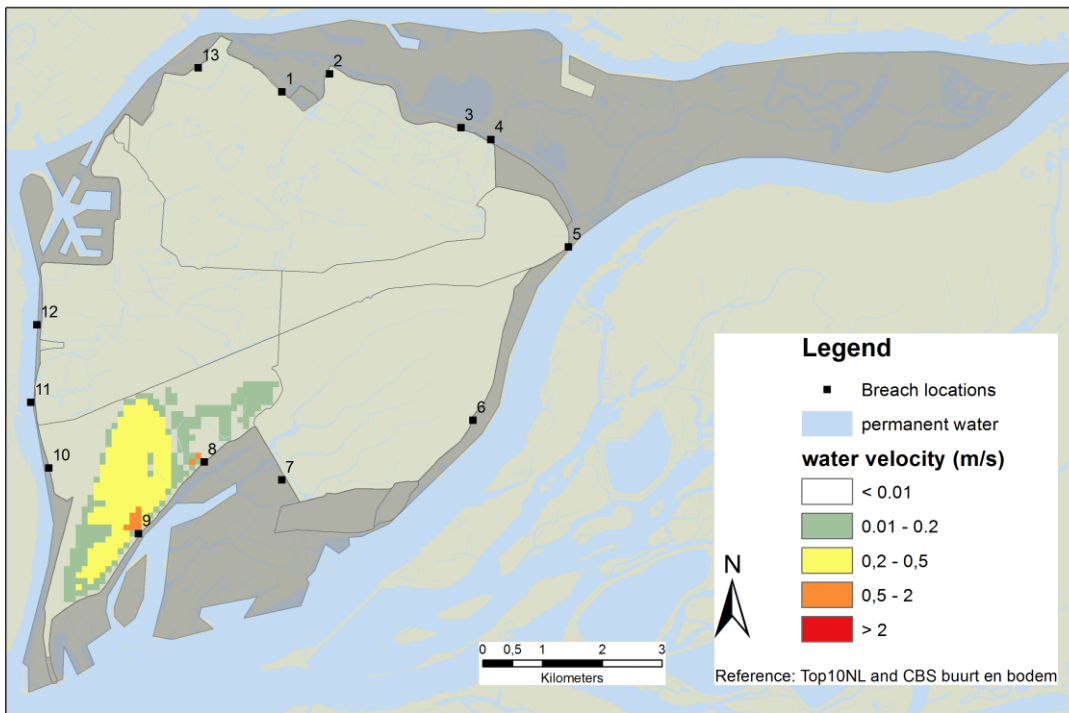 13
2
1
3
4
5
12
11
10
6
8
7
9
N
0 0,5 1 2 3
Kilometers
Legend
Breach locations
permanent water
water velocity (m/s)
< 0.01
0.01 - 0.2
0,2 - 0,5
0,5 - 2
> 2
Reference: Top10NL and CBS buurt en bodem